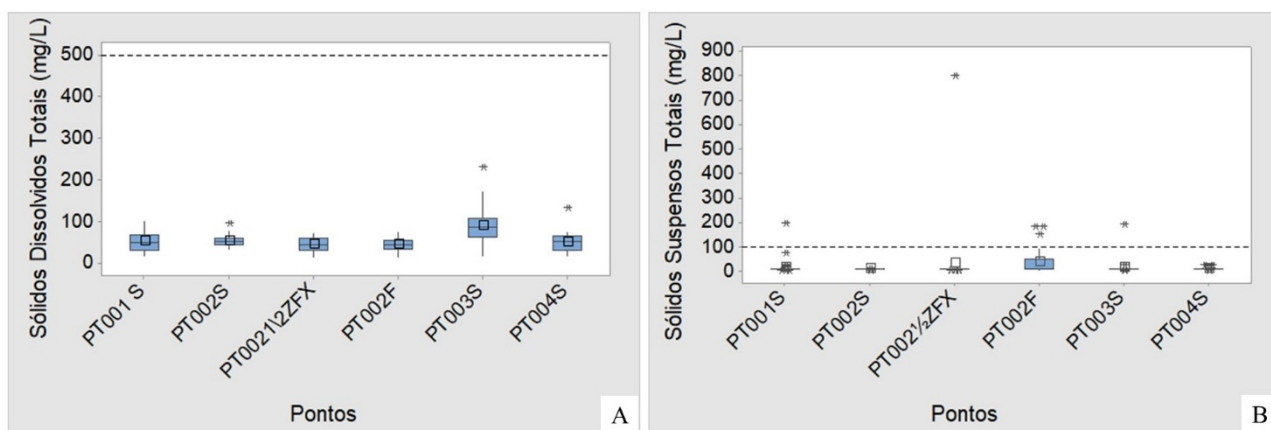 Sólidos Dissolvidos Totais (mg/L)
500
400
300
200
100
0
PT001 S
PT002S
PT0021\2ZFX
PT002F
PT003S
PT004S
Pontos
A
Sólidos Suspensos Totais (mg/L)
900
800
700
600
500
400
300
200
100
0
PT001S
PT002S
PT002½ZFX
PT002F
PT003S
PT004S
Pontos
B